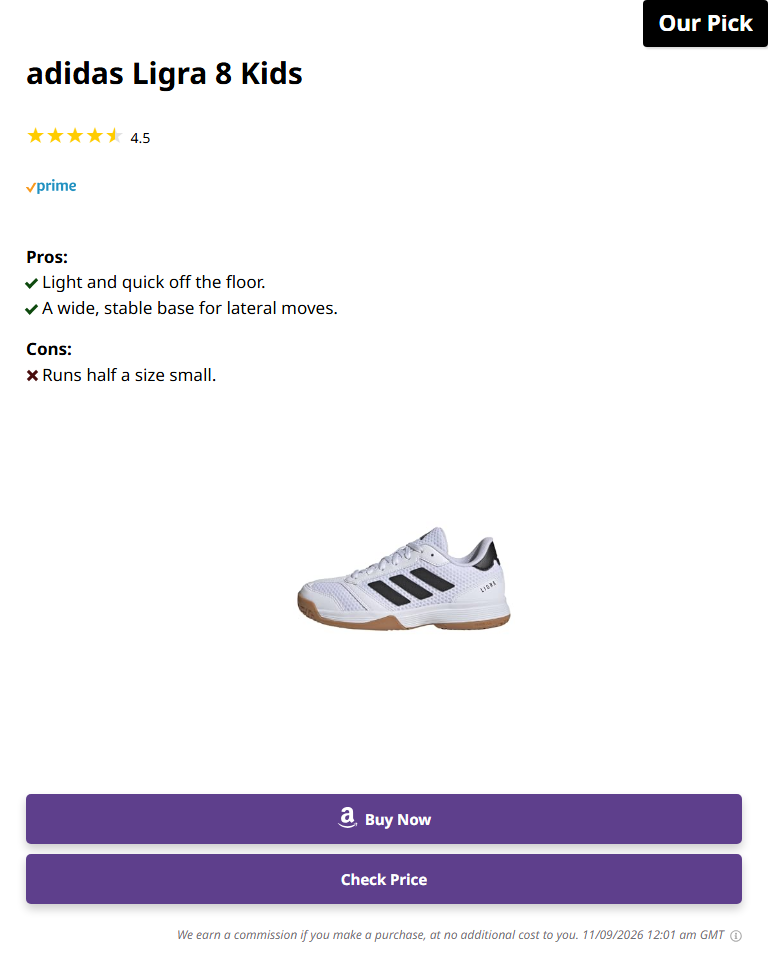 Our Pick
adidas Ligra 8 Kids
4.5
prime
Pros:
Light and quick off the floor.
A wide, stable base for lateral moves.
Cons:
Runs half a size small.
LIGRA
Buy Now
Check Price
We earn a commission if you make a purchase, at no additional cost to you. 11/09/2026 12:01 am GMT